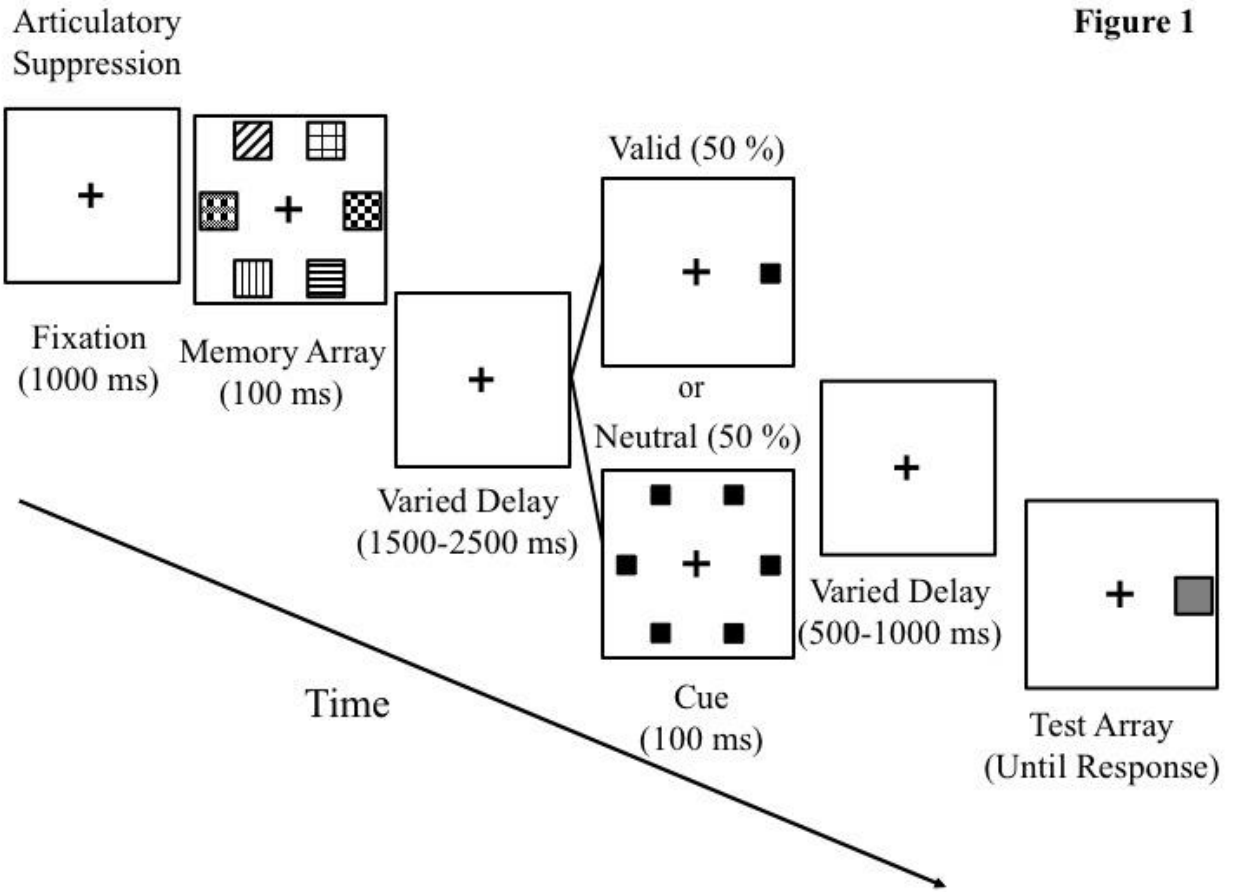 Articulatory
Suppression
Figure 1
Fixation
(1000 ms)
Memory Array
(100 ms)
Varied Delay
(1500-2500 ms)
Valid (50 %)
or
Neutral (50 %)
Cue
(100 ms)
Varied Delay
(500-1000 ms)
Test Array
(Until Response)
Time